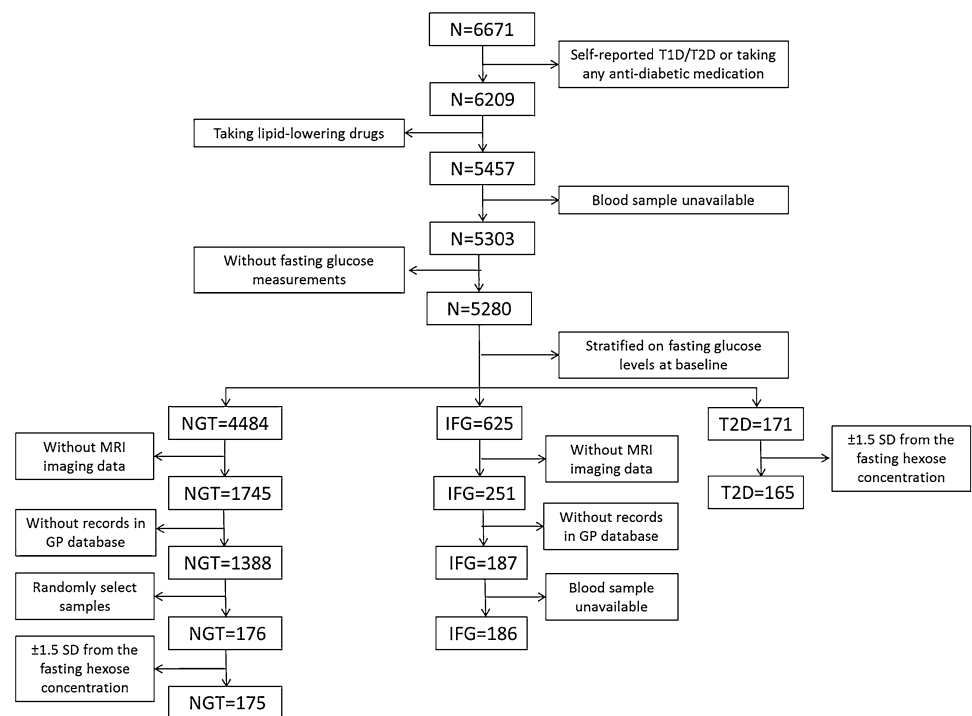 N=6671
Self-reported T1D/T2D or taking
any anti-diabetic medication
N=6209
Taking lipid-lowering drugs
N=5457
Blood sample unavailable
N=5303
Without fasting glucose
measurements
N=5280
Stratified on fasting glucose
levels at baseline
NGT=4484
Without MRI
imaging data
NGT=1745
Without records in
GP database
NGT=1388
Randomly select
samples
NGT=176
±1.5 SD from the
fasting hexose
concentration
NGT=175
IFG=625
Without MRI
imaging data
IFG=251
Without records
in GP database
IFG=187
Blood sample
unavailable
IFG=186
T2D=171
±1.5 SD from the
fasting hexose
concentration
T2D=165